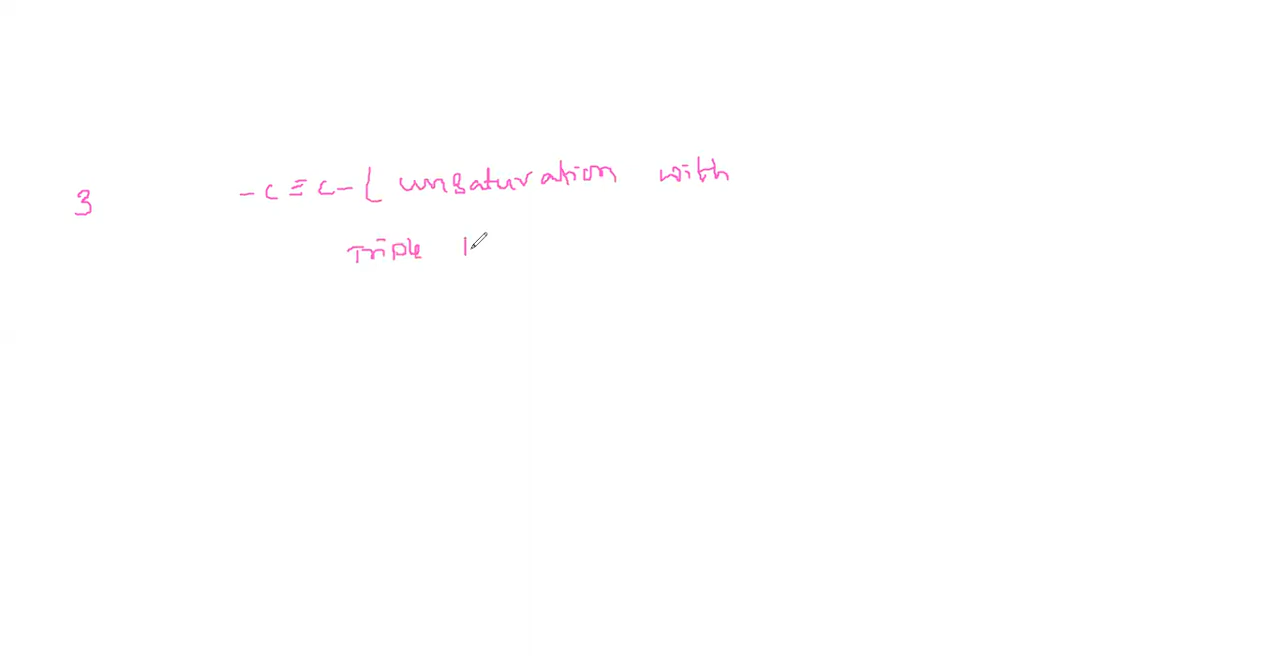 3 -C≡C- ( unsaturation with
Triple